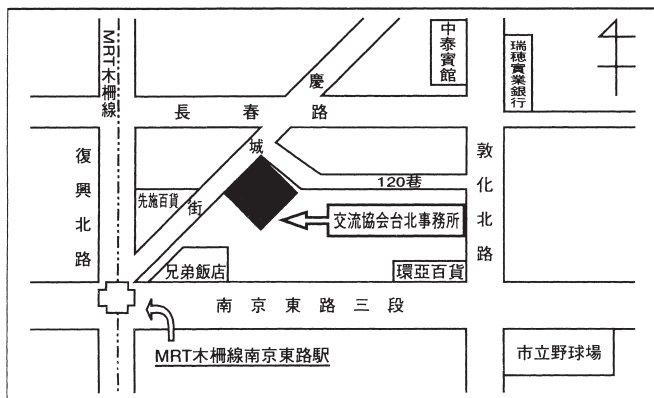 MRT木柵線
中泰賓館
瑞穂實業銀行
長春路
慶城街
復興北路
敦化北路
120巷
先施百貨
交流協会台北事務所
兄弟飯店
環亞百貨
南京東路三段
MRT木柵線南京東路駅
市立野球場